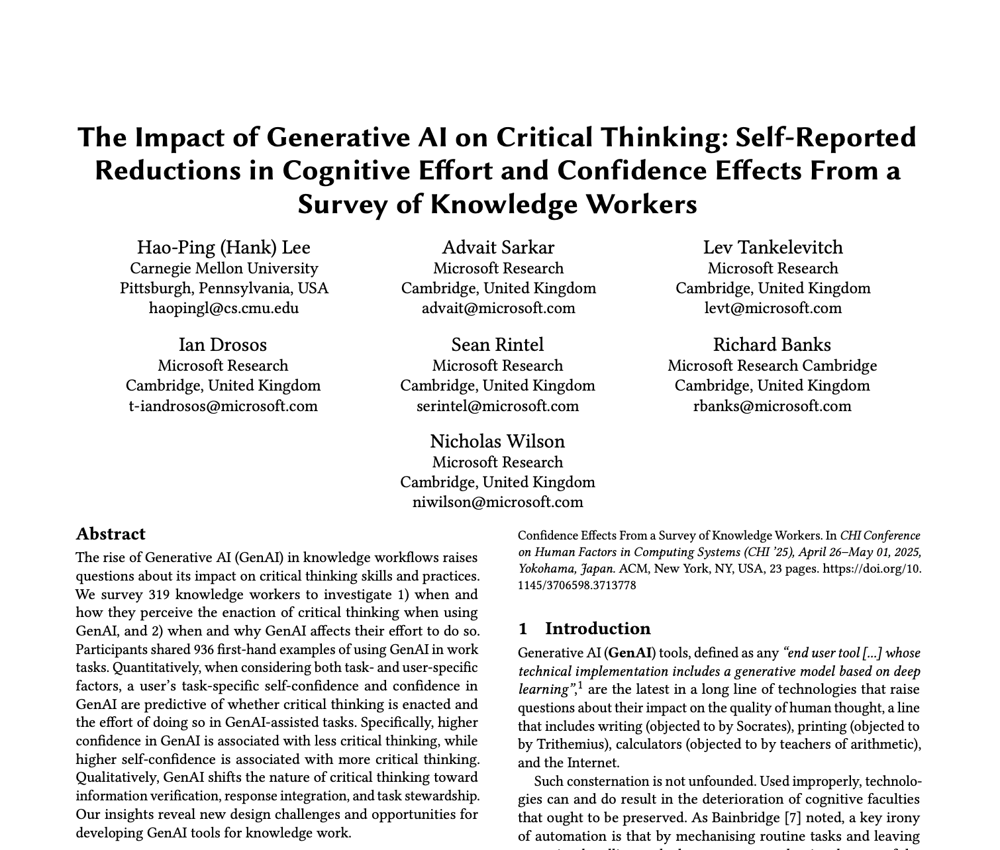 The Impact of Generative AI on Critical Thinking: Self-Reported
Reductions in Cognitive Effort and Confidence Effects From a
Survey of Knowledge Workers
Hao-Ping (Hank) Lee
Carnegie Mellon University
Pittsburgh, Pennsylvania, USA
haopingl@cs.cmu.edu
Advait Sarkar
Microsoft Research
Cambridge, United Kingdom
advait@microsoft.com
Lev Tankelevitch
Microsoft Research
Cambridge, United Kingdom
levt@microsoft.com
Ian Drosos
Microsoft Research
Cambridge, United Kingdom
t-iandrosos@microsoft.com
Sean Rintel
Microsoft Research
Cambridge, United Kingdom
serintel@microsoft.com
Richard Banks
Microsoft Research Cambridge
Cambridge, United Kingdom
rbanks@microsoft.com
Nicholas Wilson
Microsoft Research
Cambridge, United Kingdom
niwilson@microsoft.com
Abstract
The rise of Generative AI (GenAI) in knowledge workflows raises
questions about its impact on critical thinking skills and practices.
We survey 319 knowledge workers to investigate 1) when and
how they perceive the enaction of critical thinking when using
GenAI, and 2) when and why GenAI affects their effort to do so.
Participants shared 936 first-hand examples of using GenAI in work
tasks. Quantitatively, when considering both task- and user-specific
factors, a user's task-specific self-confidence and confidence in
GenAI are predictive of whether critical thinking is enacted and
the effort of doing so in GenAI-assisted tasks. Specifically, higher
confidence in GenAI is associated with less critical thinking, while
higher self-confidence is associated with more critical thinking.
Qualitatively, GenAI shifts the nature of critical thinking toward
information verification, response integration, and task stewardship.
Our insights reveal new design challenges and opportunities for
developing GenAI tools for knowledge work.
Confidence Effects From a Survey of Knowledge Workers. In CHI Conference
on Human Factors in Computing Systems (CHI '25), April 26–May 01, 2025,
Yokohama, Japan. ACM, New York, NY, USA, 23 pages. https://doi.org/10.
1145/3706598.3713778
1 Introduction
Generative AI (GenAI) tools, defined as any "end user tool [...] whose
technical implementation includes a generative model based on deep
learning",1 are the latest in a long line of technologies that raise
questions about their impact on the quality of human thought, a line
that includes writing (objected to by Socrates), printing (objected to
by Trithemius), calculators (objected to by teachers of arithmetic),
and the Internet.
Such consternation is not unfounded. Used improperly, technolo-
gies can and do result in the deterioration of cognitive faculties
that ought to be preserved. As Bainbridge [7] noted, a key irony
of automation is that by mechanising routine tasks and leaving